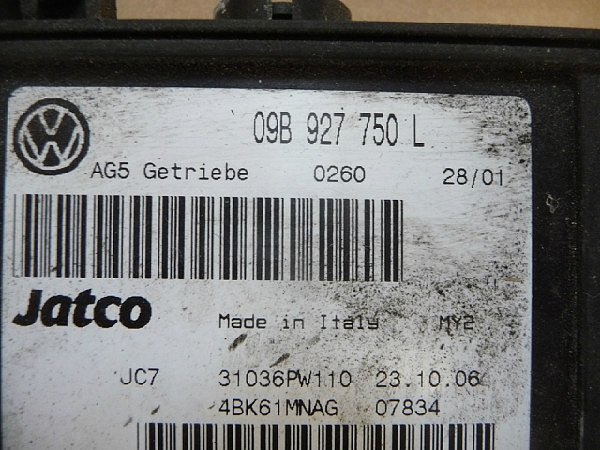 09B 927 750 L
AG5 Getriebe 0260 28/01
Jatco Made in Italy MY2
JC7 31036PW110 23.10.06
4BK61MNAG 07834